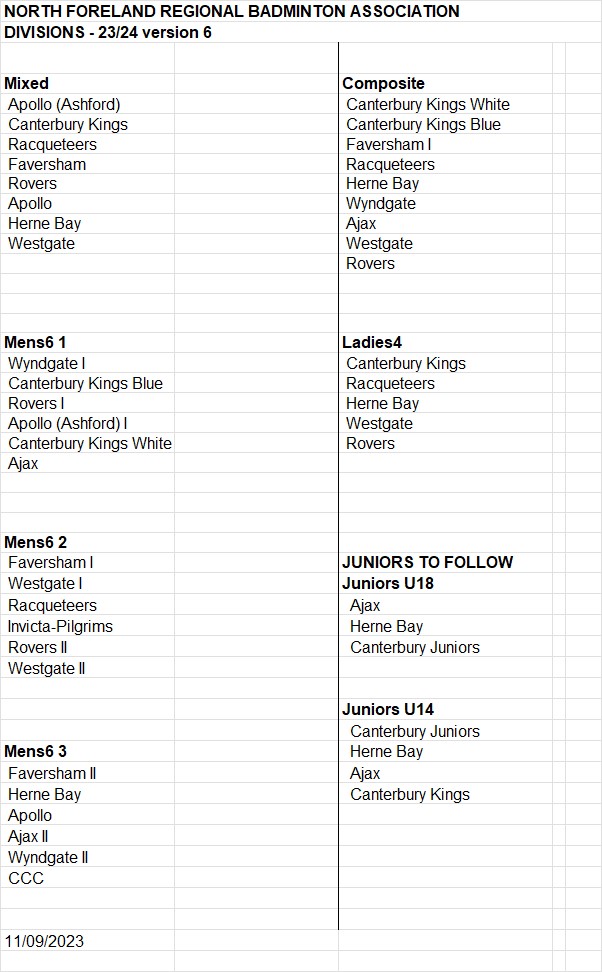 NORTH FORELAND REGIONAL BADMINTON ASSOCIATION
DIVISIONS - 23/24 version 6
Mixed
Apollo (Ashford)
Canterbury Kings
Racqueteers
Faversham
Rovers
Apollo
Herne Bay
Westgate
Composite
Canterbury Kings White
Canterbury Kings Blue
Faversham I
Racqueteers
Herne Bay
Wyndgate
Ajax
Westgate
Rovers
Mens6 1
Wyndgate I
Canterbury Kings Blue
Rovers I
Apollo (Ashford) I
Canterbury Kings White
Ajax
Ladies4
Canterbury Kings
Racqueteers
Herne Bay
Westgate
Rovers
Mens6 2
Faversham I
Westgate I
Racqueteers
Invicta-Pilgrims
Rovers II
Westgate II
JUNIORS TO FOLLOW
Juniors U18
Ajax
Herne Bay
Canterbury Juniors
Juniors U14
Canterbury Juniors
Herne Bay
Ajax
Canterbury Kings
Mens6 3
Faversham II
Herne Bay
Apollo
Ajax II
Wyndgate II
CCC
11/09/2023